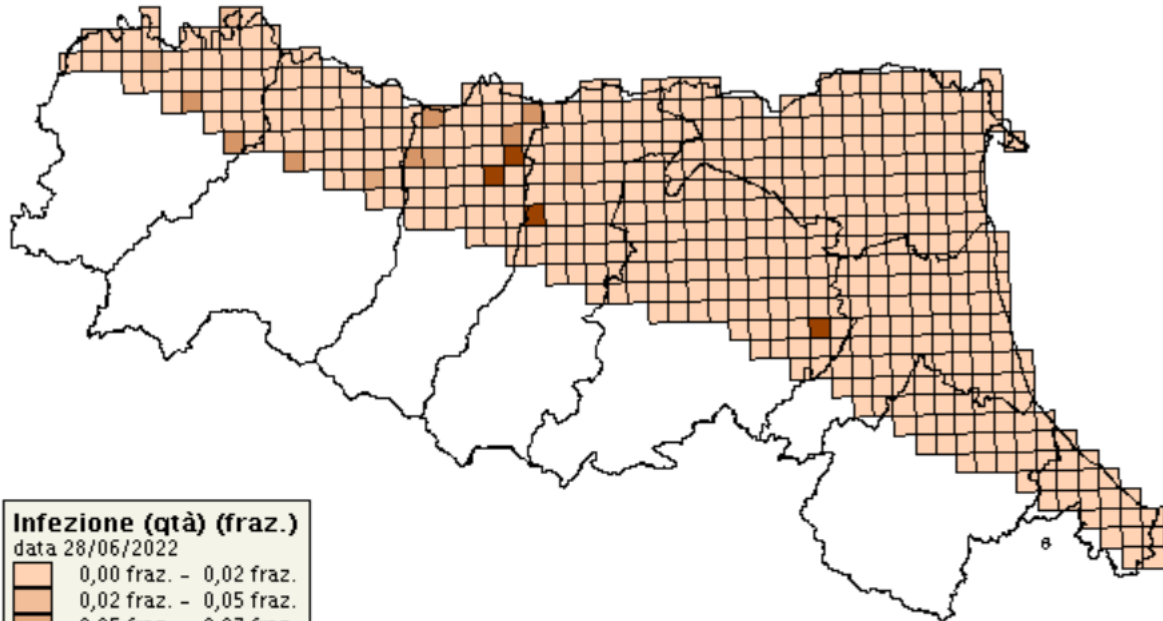 Infezione (qtà) (fraz.)
data 28/06/2022
0,00 fraz. - 0,02 fraz.
0,02 fraz. - 0,05 fraz.